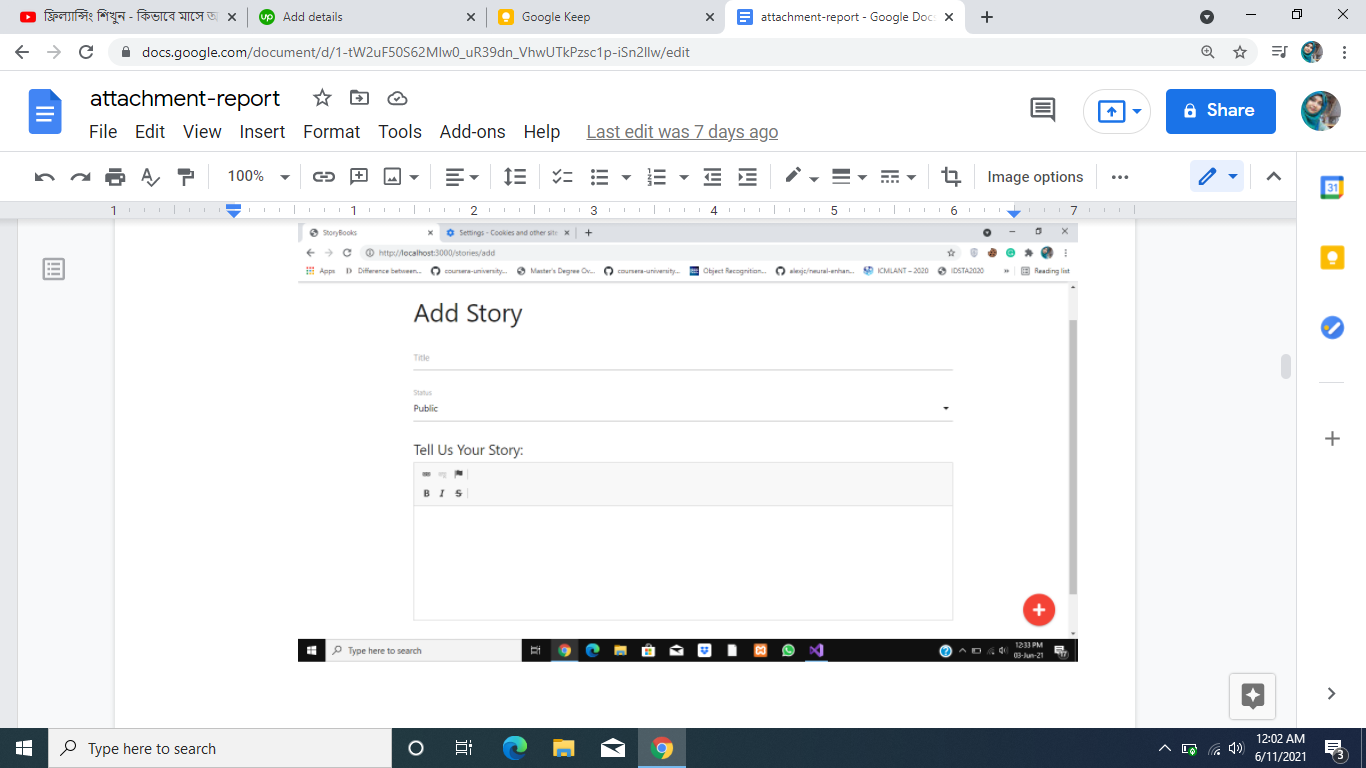 ফ্রিল্যান্সিং শিখুন - কিভাবে মাসে
Add details
Google Keep
attachment-report - Google Docs
docs.google.com/document/d/1-tW2uF50S62MIw0_uR39dn_VhwUTkPzsc1p-iSn2IIw/edit
attachment-report
Share
File Edit View Insert Format Tools Add-ons Help Last edit was 7 days ago
100% Image options
1 1 2 3 4 5 6 7
StoryBooks Settings - Cookies and other site
http://localhost:3000/stories/add
Apps Difference between... coursera-university... Master's Degree Ov... coursera-university... Object Recognition... alexjc/neural-enhan... ICMLANT – 2020 IDSTA2020 » Reading list
Add Story
Title
Status
Public
Tell Us Your Story:
B I S
Type here to search
12:33 PM
03-Jun-21
31
Type here to search
12:02 AM
6/11/2021
3